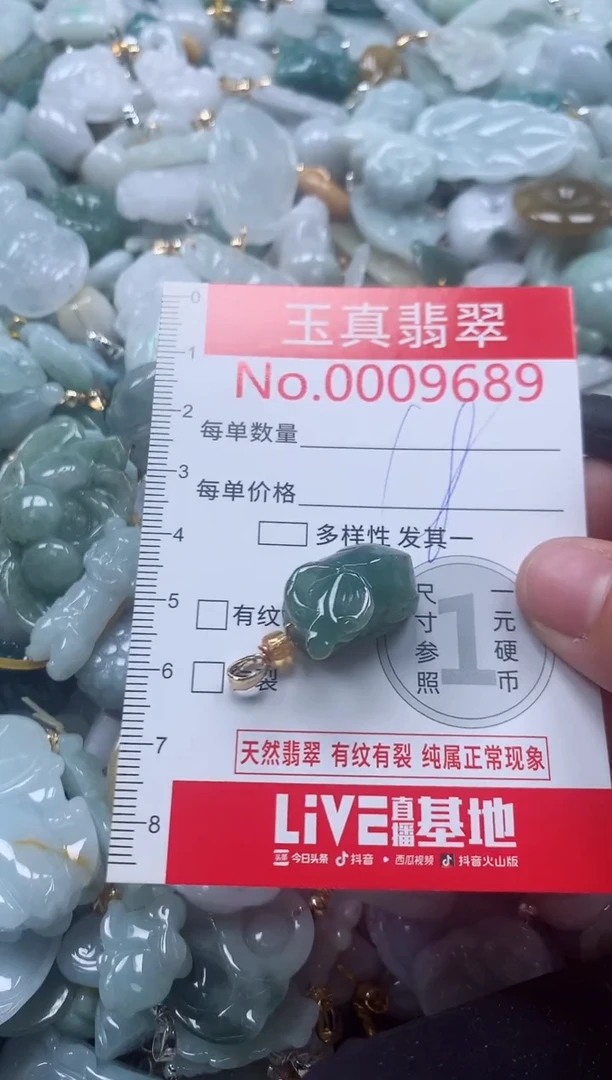 玉真翡翠
No.0009689
每单数量
18
每单价格
多样性 发其一
有纹
裂
尺寸参照
1
一元硬币
天然翡翠 有纹有裂 纯属正常现象
LiVE直播基地
头条 今日头条 抖音 西瓜视频 抖音火山版
0
1
2
3
4
5
6
7
8